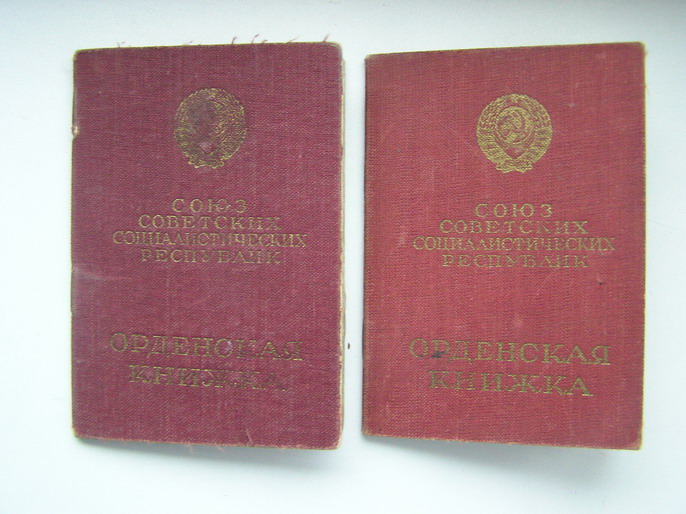 СОЮЗ
СОВЕТСКИХ
СОЦИАЛИСТИЧЕСКИХ
РЕСПУБЛИК
ОРДЕНСКАЯ
КНИЖКА
СОЮЗ
СОВЕТСКИХ
СОЦИАЛИСТИЧЕСКИХ
РЕСПУБЛИК
ОРДЕНСКАЯ
КНИЖКА